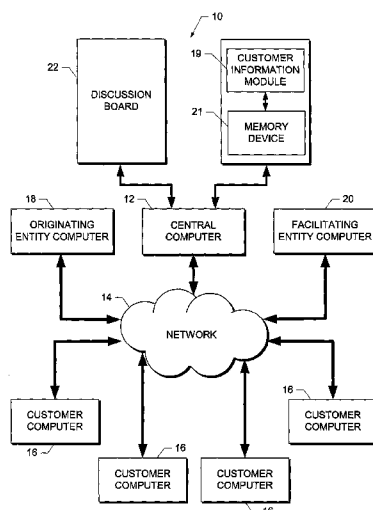 10
22
DISCUSSION
BOARD
19
CUSTOMER
INFORMATION
MODULE
21
MEMORY
DEVICE
18
ORIGINATING
ENTITY COMPUTER
12
CENTRAL
COMPUTER
20
FACILITATING
ENTITY COMPUTER
14
NETWORK
CUSTOMER
COMPUTER
16
16
CUSTOMER
COMPUTER
16
CUSTOMER
COMPUTER
16
16
CUSTOMER
COMPUTER